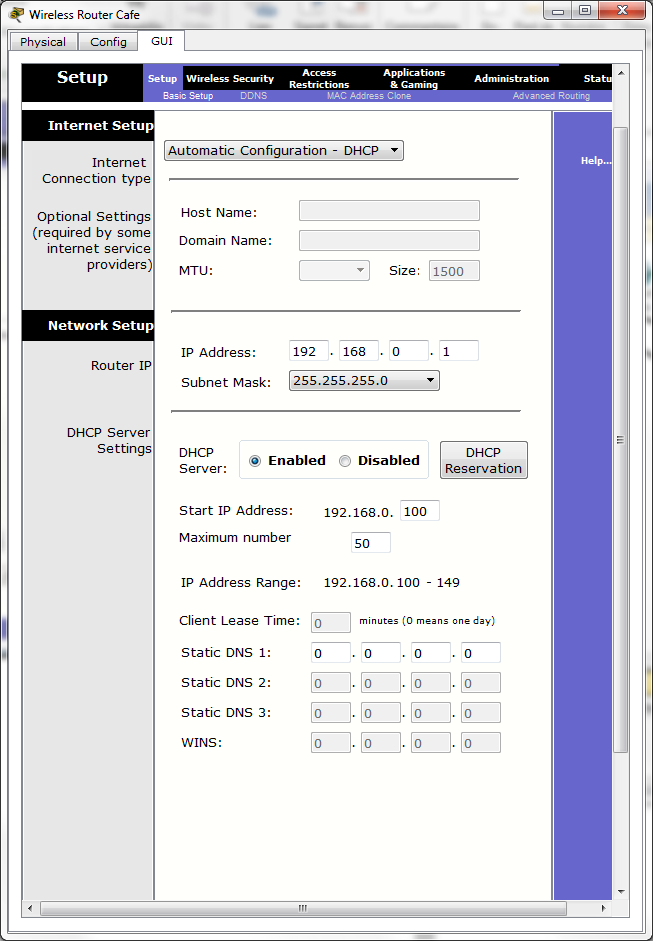 Wireless Router Cafe
Physical Config GUI
Setup
Setup Wireless Security Access Restrictions Applications & Gaming Administration Statu
Basic Setup DDNS MAC Address Clone Advanced Routing
Internet Setup
Internet
Connection type
Automatic Configuration - DHCP
Help...
Optional Settings
(required by some
internet service
providers)
Host Name:
Domain Name:
MTU: Size: 1500
Network Setup
Router IP
IP Address: 192 . 168 . 0 . 1
Subnet Mask: 255.255.255.0
DHCP Server
Settings
DHCP
Server: Enabled Disabled
DHCP
Reservation
Start IP Address: 192.168.0. 100
Maximum number 50
IP Address Range: 192.168.0.100 - 149
Client Lease Time: 0 minutes (0 means one day)
Static DNS 1: 0 . 0 . 0 . 0
Static DNS 2: 0 . 0 . 0 . 0
Static DNS 3: 0 . 0 . 0 . 0
WINS: 0 . 0 . 0 . 0